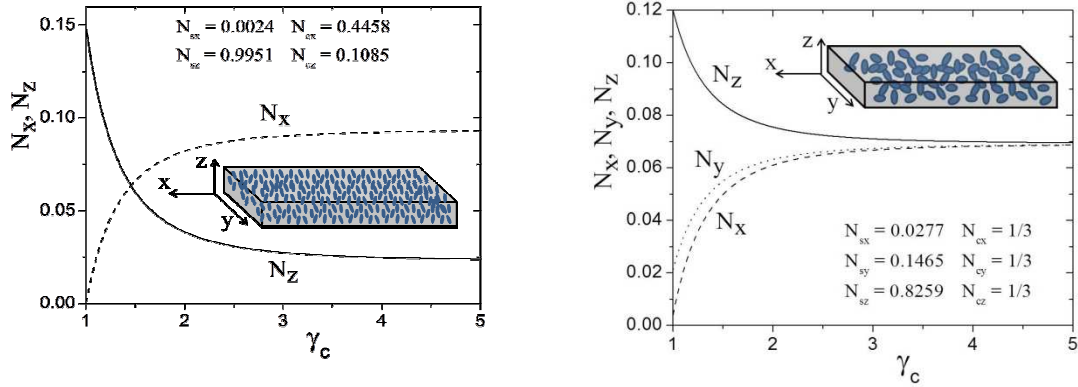 N_sx = 0.0024 N_cx = 0.4458
N_sz = 0.9951 N_cz = 0.1085
N_x, N_z
0.15
0.10
0.05
0.00
N_x
N_z
z
x
y
1 2 3 4 5
γ_c
N_x, N_y, N_z
0.12
0.10
0.08
0.06
0.04
0.02
0.00
N_z
N_y
N_x
z
x
y
N_sx = 0.0277 N_cx = 1/3
N_sy = 0.1465 N_cy = 1/3
N_sz = 0.8259 N_cz = 1/3
1 2 3 4 5
γ_c